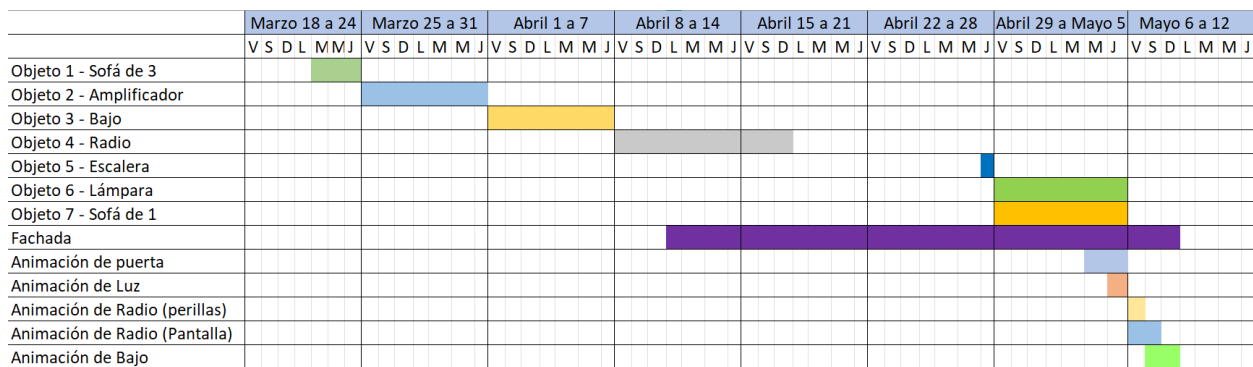 Marzo 18 a 24 Marzo 25 a 31 Abril 1 a 7 Abril 8 a 14 Abril 15 a 21 Abril 22 a 28 Abril 29 a Mayo 5 Mayo 6 a 12
V S D L M M J V S D L M M J V S D L M M J V S D L M M J V S D L M M J V S D L M M J V S D L M M J V S D L M M J
Objeto 1 - Sofá de 3
Objeto 2 - Amplificador
Objeto 3 - Bajo
Objeto 4 - Radio
Objeto 5 - Escalera
Objeto 6 - Lámpara
Objeto 7 - Sofá de 1
Fachada
Animación de puerta
Animación de Luz
Animación de Radio (perillas)
Animación de Radio (Pantalla)
Animación de Bajo